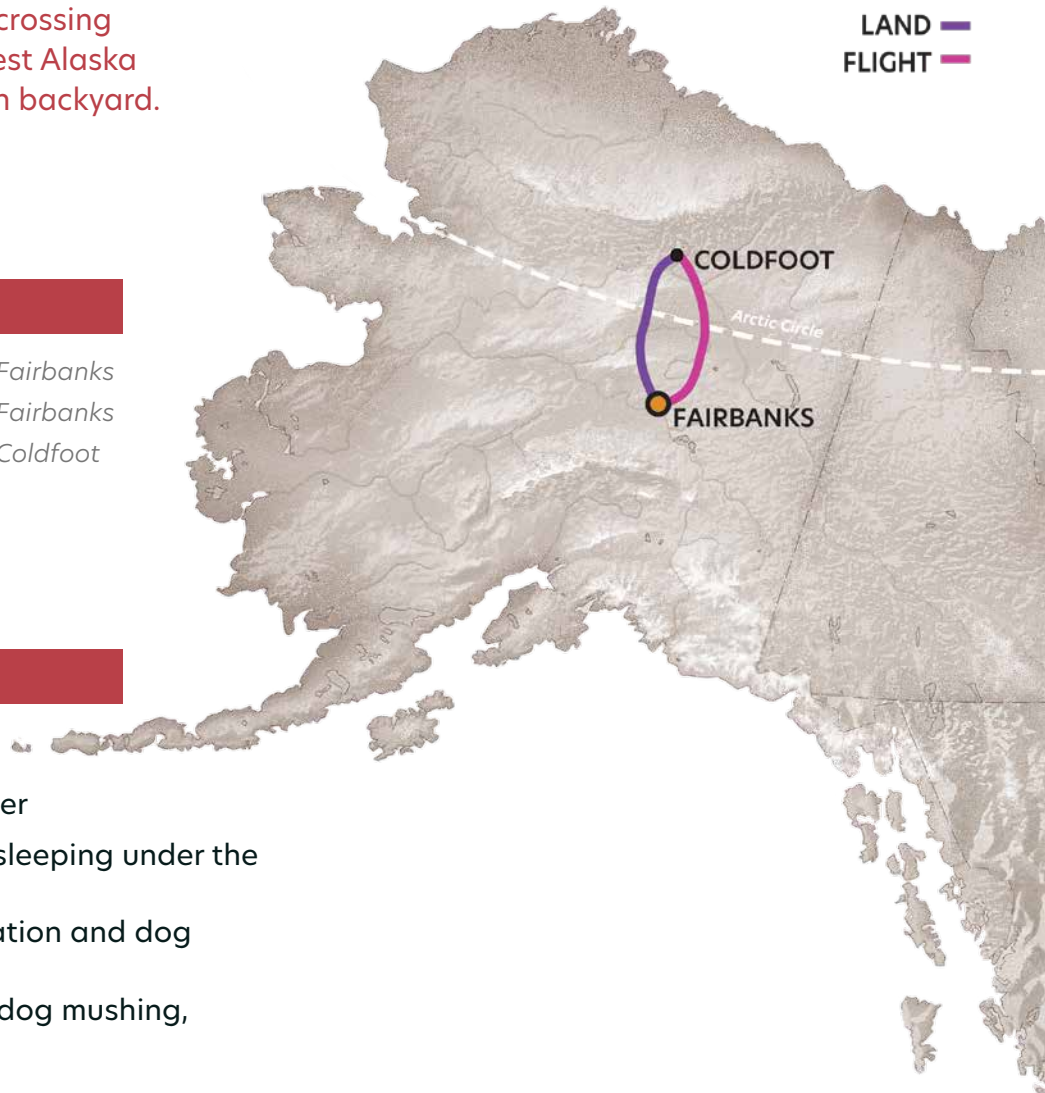 crossing
est Alaska
n backyard.
Fairbanks
Fairbanks
Coldfoot
er
sleeping under the
ation and dog
dog mushing,
LAND
FLIGHT
COLDFOOT
Arctic Circle
FAIRBANKS